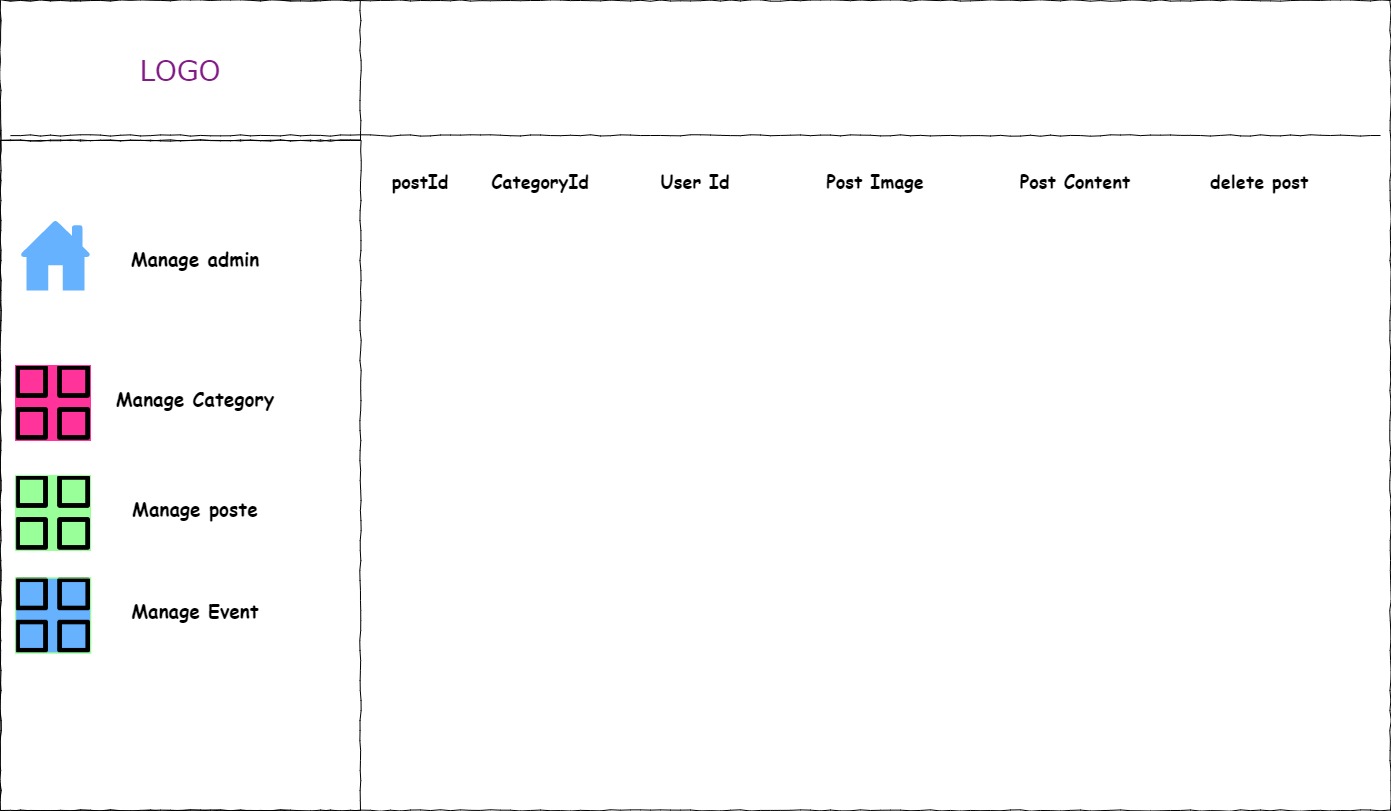 LOGO
postId CategoryId User Id Post Image Post Content delete post
Manage admin
Manage Category
Manage poste
Manage Event